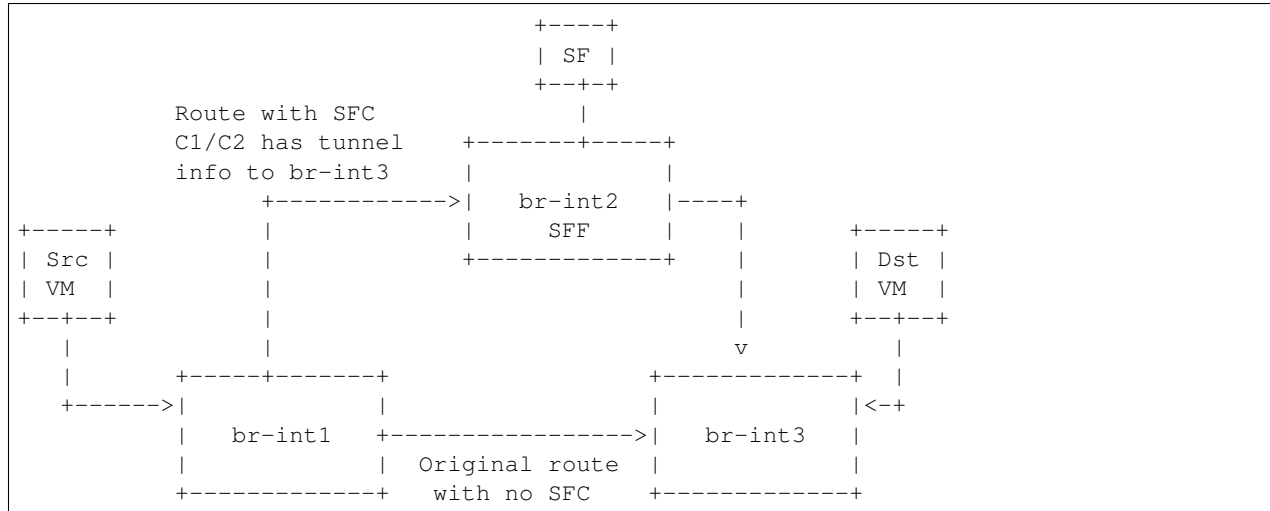 SF
Route with SFC
C1/C2 has tunnel
info to br-int3
br-int2
SFF
Src
VM
Dst
VM
v
br-int1
br-int3
Original route
with no SFC